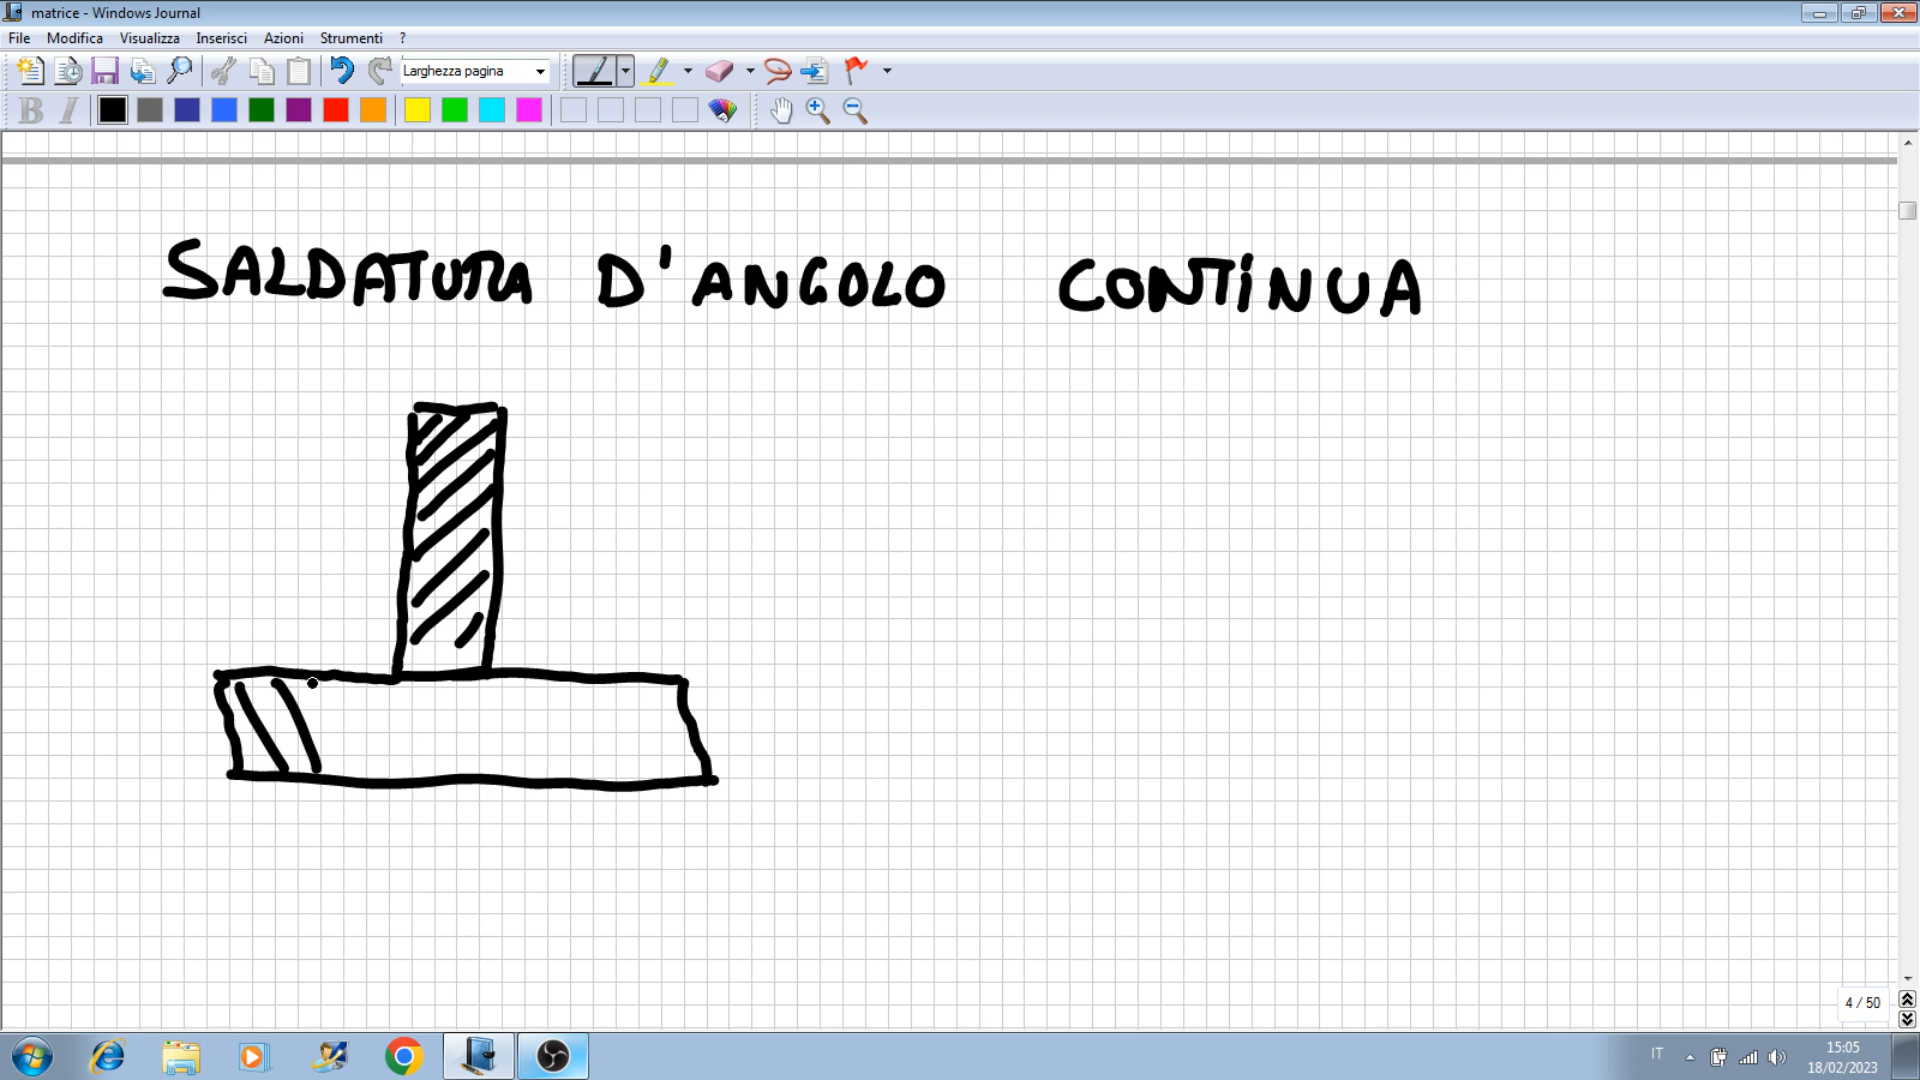 matrice - Windows Journal
File Modifica Visualizza Inserisci Azioni Strumenti ?
Larghezza pagina
B I
SALDATURA D'ANGOLO CONTINUA
4 / 50
IT
15:05
18/02/2023